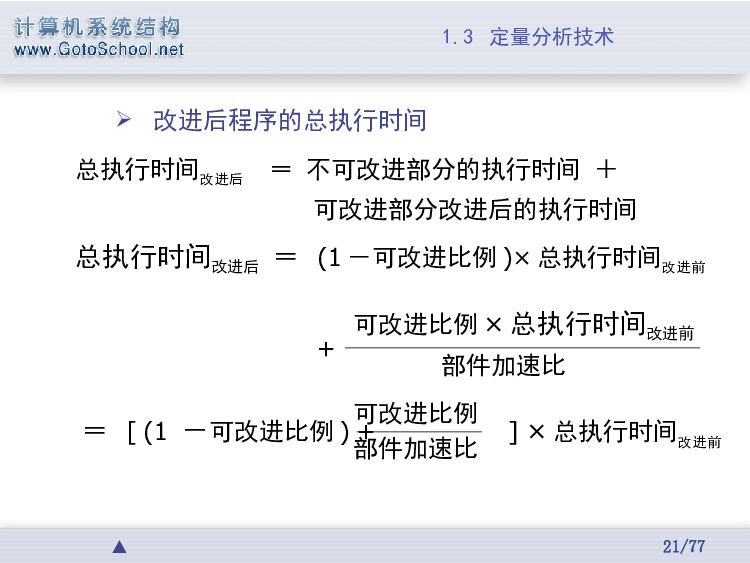 计算机系统结构
www.GotoSchool.net
1.3 定量分析技术
➢ 改进后程序的总执行时间
总执行时间改进后 ＝ 不可改进部分的执行时间 ＋
可改进部分改进后的执行时间
总执行时间改进后 ＝ (1－可改进比例)×总执行时间改进前
+ 可改进比例×总执行时间改进前
部件加速比
可改进比例
＝ [(1 －可改进比例)+ ]×总执行时间改进前
部件加速比
▲
21/77